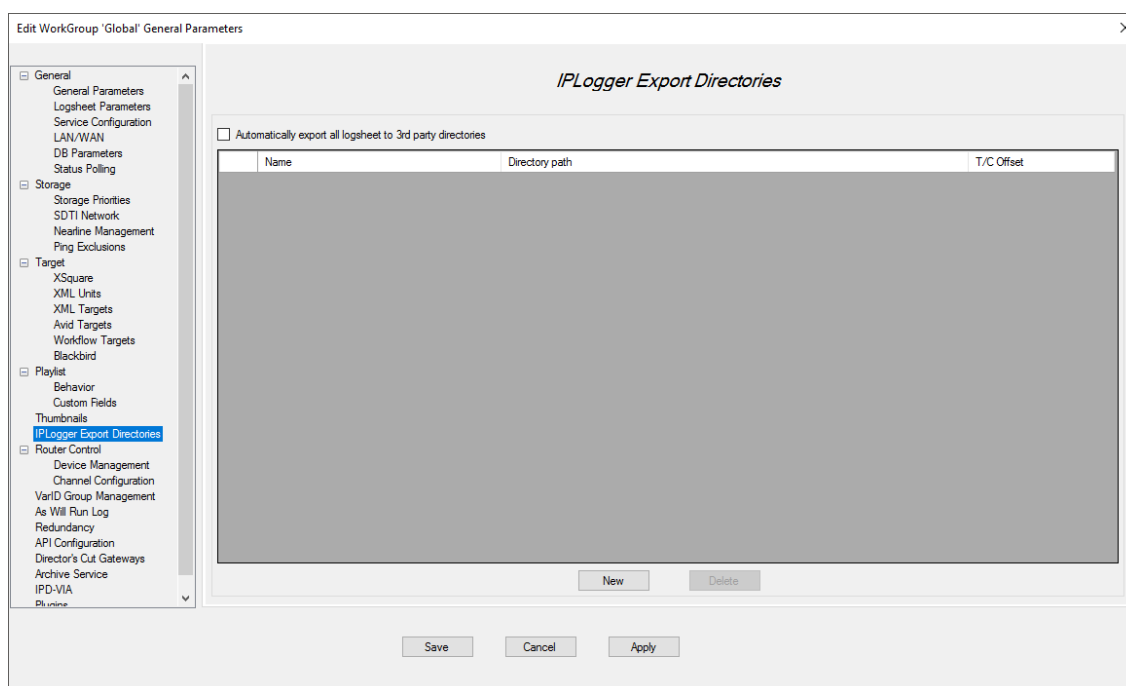 Edit WorkGroup 'Global' General Parameters
General
General Parameters
Logsheet Parameters
Service Configuration
LAN/WAN
DB Parameters
Status Polling
Storage
Storage Priorities
SDTI Network
Nearline Management
Ping Exclusions
Target
XSquare
XML Units
XML Targets
Avid Targets
Workflow Targets
Blackbird
Playlist
Behavior
Custom Fields
Thumbnails
IPLogger Export Directories
Router Control
Device Management
Channel Configuration
VarID Group Management
As Will Run Log
Redundancy
API Configuration
Director's Cut Gateways
Archive Service
IPD-VIA
Plugins
IPLogger Export Directories
Automatically export all logsheet to 3rd party directories
Name Directory path T/C Offset
New Delete
Save Cancel Apply